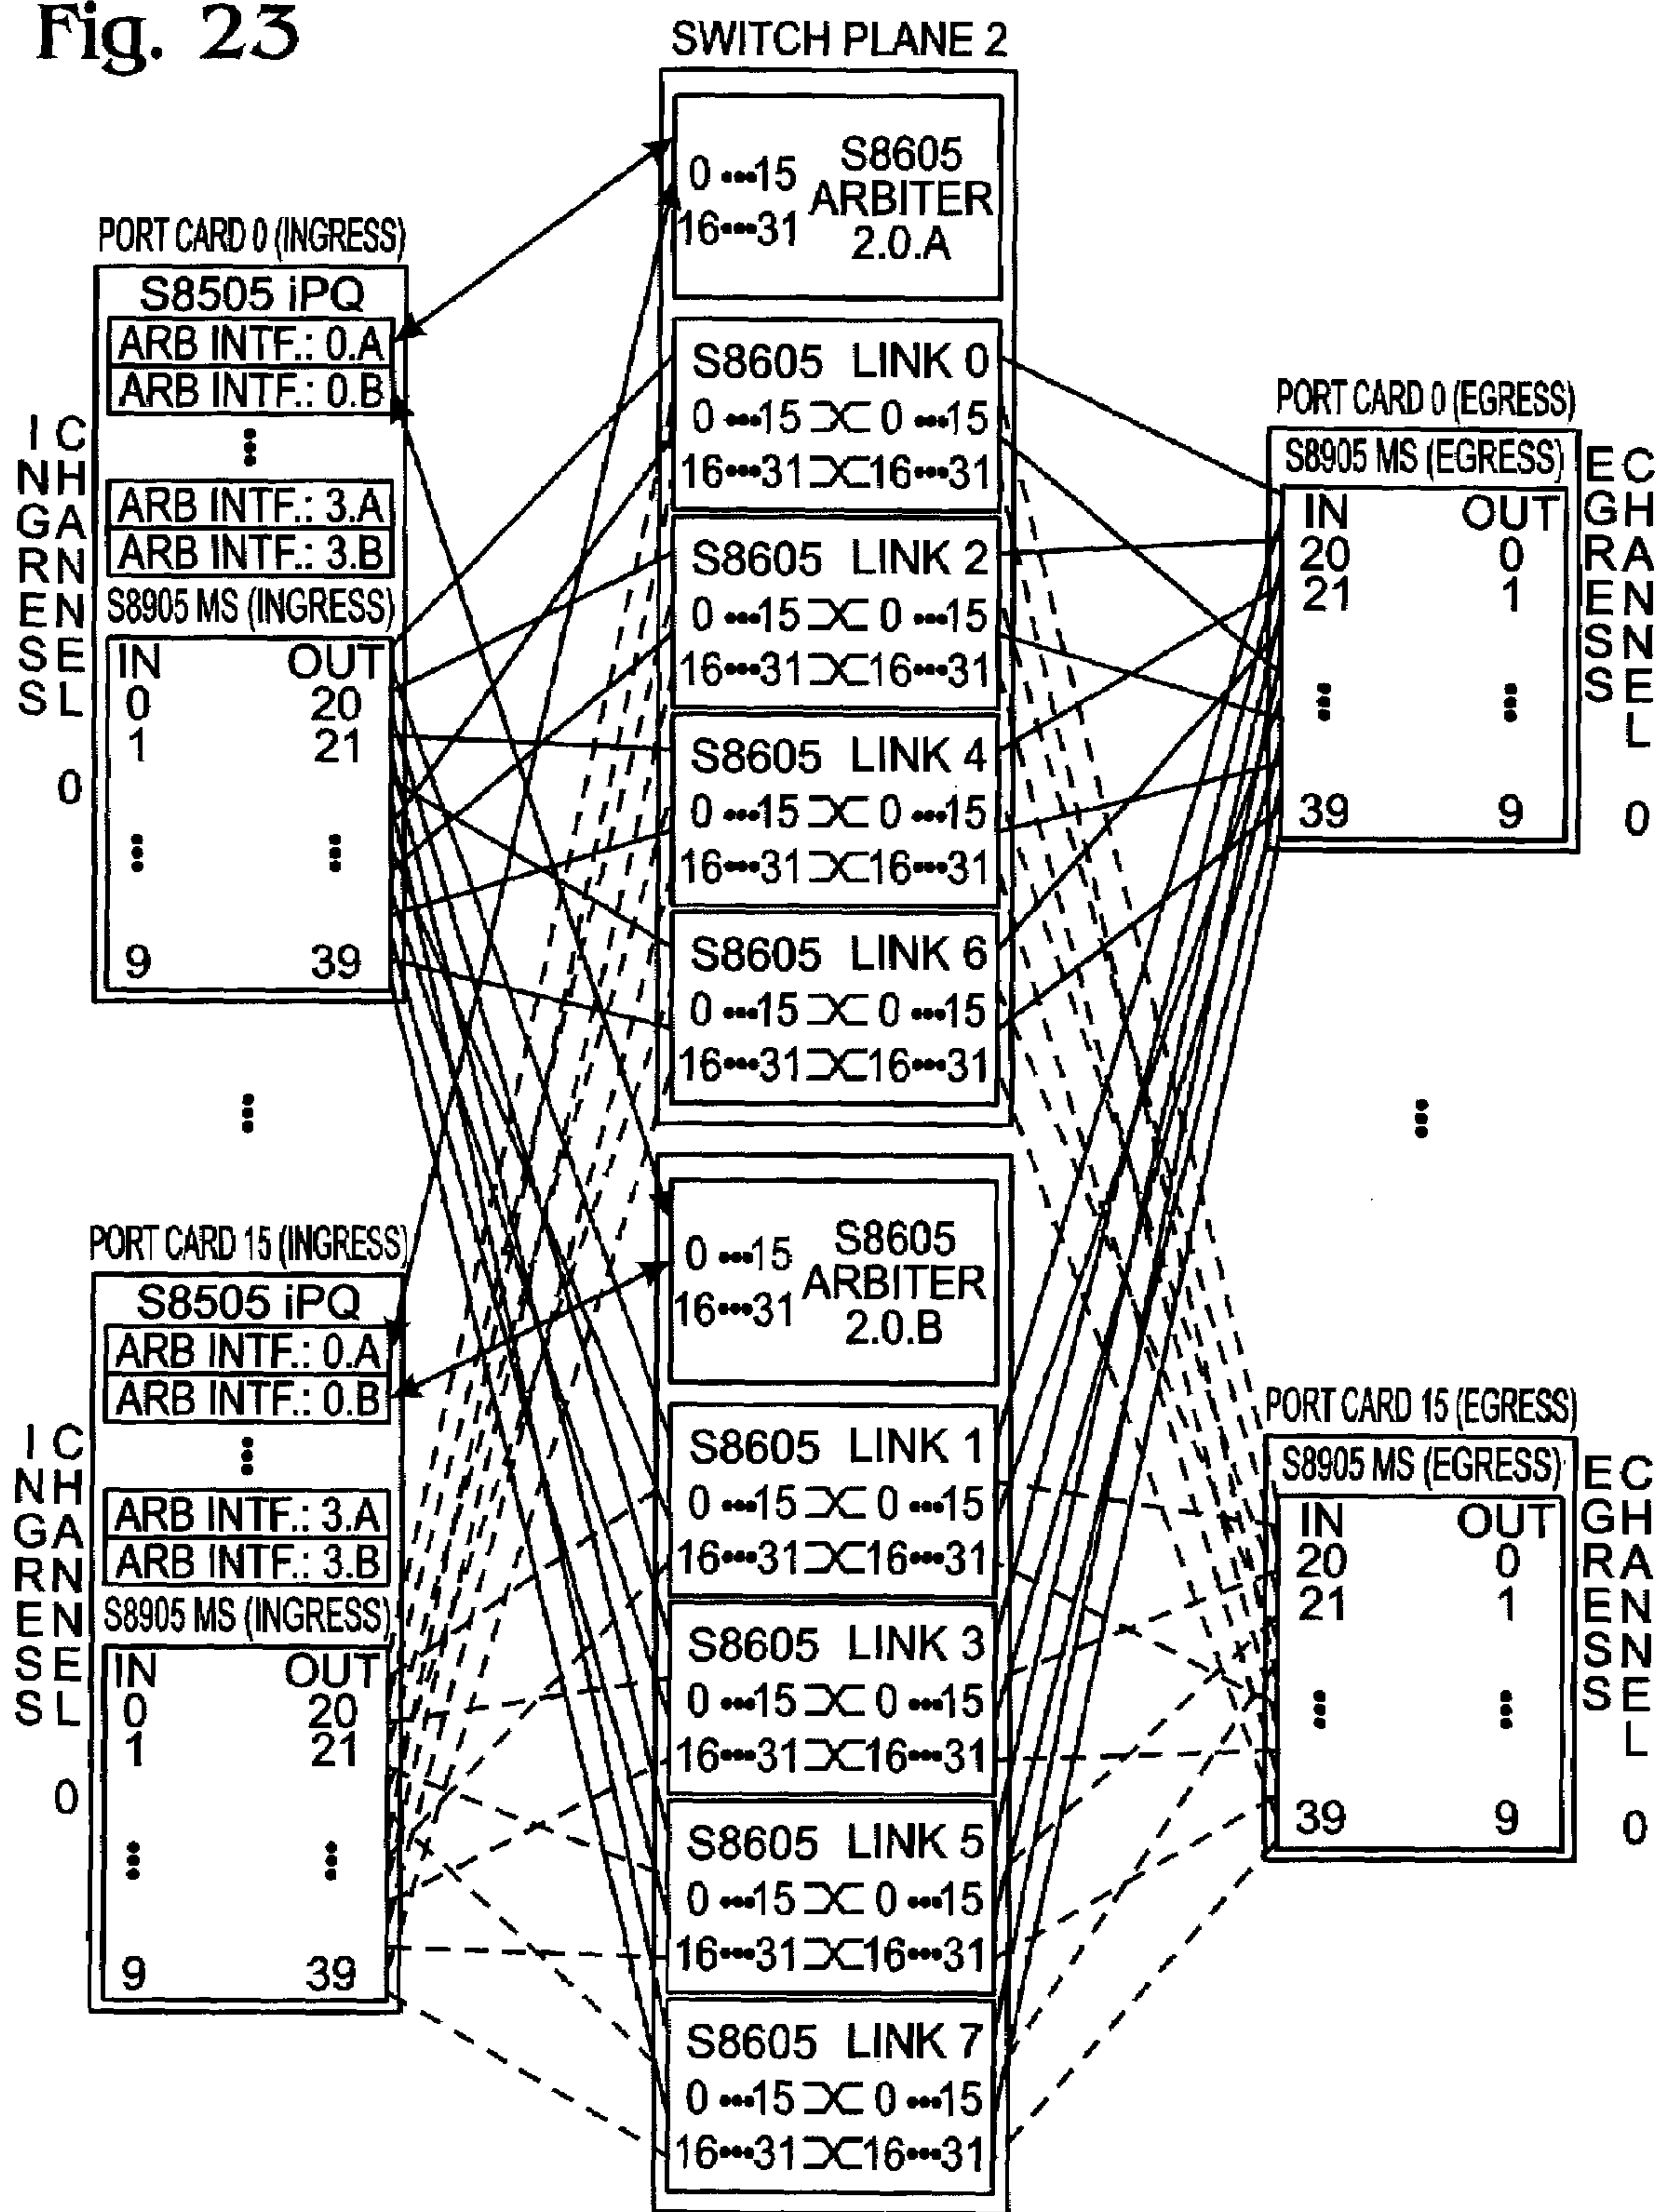 Fig. 23
SWITCH PLANE 2
S8605
ARBITER
2.0.A
0 ••• 15
16•••31
S8605 LINK 0
0 •••15 0 •••15
16•••31 16•••31
S8605 LINK 2
0 •••15 0 •••15
16•••31 16•••31
S8605 LINK 4
0 •••15 0 •••15
16•••31 16•••31
S8605 LINK 6
0 •••15 0 •••15
16•••31 16•••31
S8605
ARBITER
2.0.B
0 •••15
16•••31
S8605 LINK 1
0 •••15 0 •••15
16•••31 16•••31
S8605 LINK 3
0 •••15 0 •••15
16•••31 16•••31
S8605 LINK 5
0 •••15 0 •••15
16•••31 16•••31
S8605 LINK 7
0 •••15 0 •••15
16•••31 16•••31
PORT CARD 0 (INGRESS)
S8505 iPQ
ARB INTF.: 0.A
ARB INTF.: 0.B
•••
ARB INTF.: 3.A
ARB INTF.: 3.B
S8905 MS (INGRESS)
IN OUT
0 20
1 21
••• •••
9 39
INGRESS
CHANNEL 0
•••
PORT CARD 15 (INGRESS)
S8505 iPQ
ARB INTF.: 0.A
ARB INTF.: 0.B
•••
ARB INTF.: 3.A
ARB INTF.: 3.B
S8905 MS (INGRESS)
IN OUT
0 20
1 21
••• •••
9 39
INGRESS
CHANNEL 0
PORT CARD 0 (EGRESS)
S8905 MS (EGRESS)
IN OUT
20 0
21 1
••• •••
39 9
EGRESS
CHANNEL 0
•••
PORT CARD 15 (EGRESS)
S8905 MS (EGRESS)
IN OUT
20 0
21 1
••• •••
39 9
EGRESS
CHANNEL 0